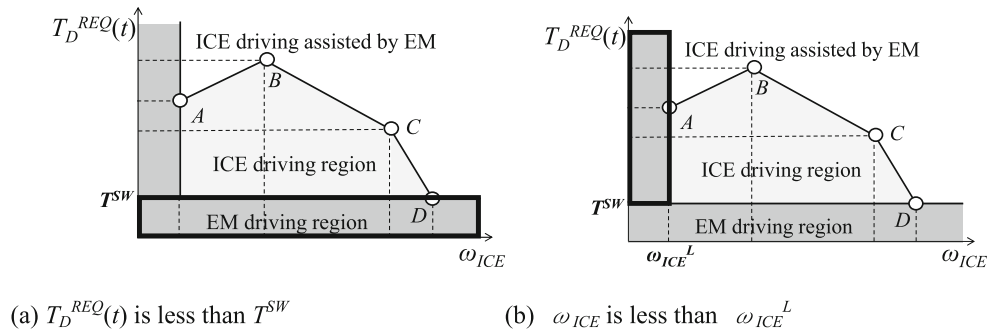 T_D^REQ(t)
ICE driving assisted by EM
B
A
C
ICE driving region
T^SW
D
EM driving region
ω_ICE
(a) T_D^REQ(t) is less than T^SW
T_D^REQ(t)
ICE driving assisted by EM
B
A
C
ICE driving region
T^SW
D
EM driving region
ω_ICE^L
ω_ICE
(b) ω_ICE is less than ω_ICE^L